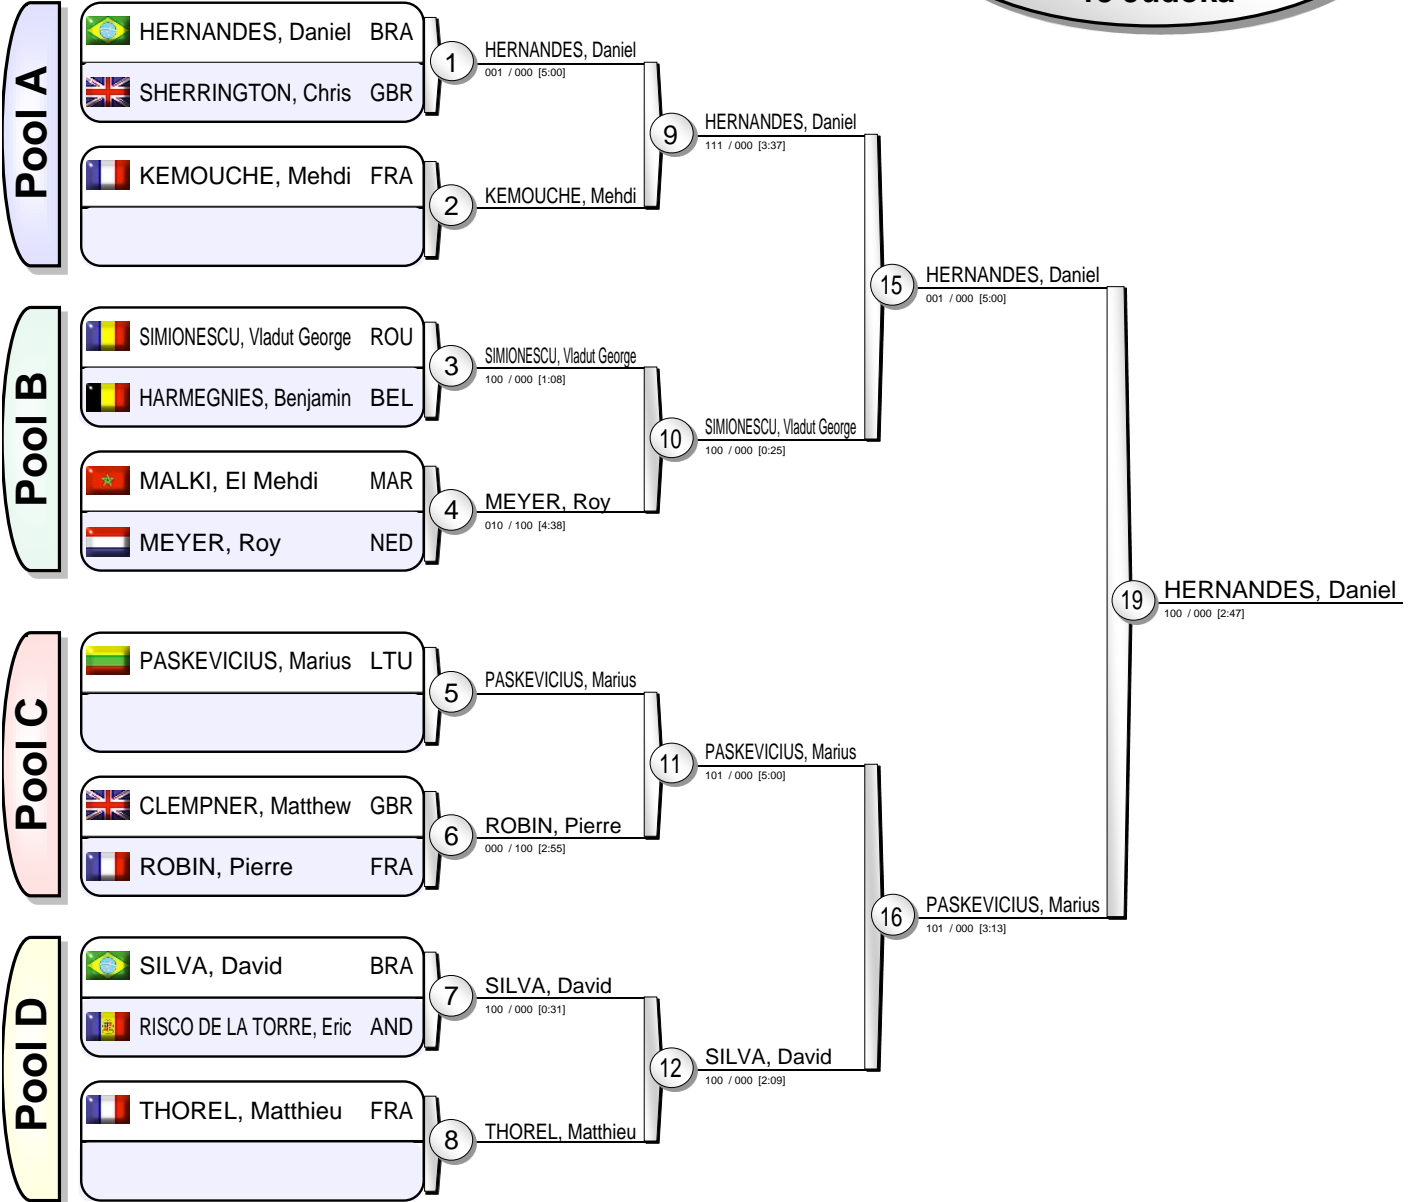 Pool A
HERNANDES, Daniel BRA
SHERRINGTON, Chris GBR
KEMOUCHE, Mehdi FRA
1
HERNANDES, Daniel
001 / 000 [5:00]
2
KEMOUCHE, Mehdi
9
HERNANDES, Daniel
111 / 000 [3:37]
Pool B
SIMIONESCU, Vladut George ROU
HARMEGNIES, Benjamin BEL
MALKI, El Mehdi MAR
MEYER, Roy NED
3
SIMIONESCU, Vladut George
100 / 000 [1:08]
4
MEYER, Roy
010 / 100 [4:38]
10
SIMIONESCU, Vladut George
100 / 000 [0:25]
15
HERNANDES, Daniel
001 / 000 [5:00]
Pool C
PASKEVICIUS, Marius LTU
CLEMPNER, Matthew GBR
ROBIN, Pierre FRA
5
PASKEVICIUS, Marius
6
ROBIN, Pierre
000 / 100 [2:55]
11
PASKEVICIUS, Marius
101 / 000 [5:00]
Pool D
SILVA, David BRA
RISCO DE LA TORRE, Eric AND
THOREL, Matthieu FRA
7
SILVA, David
100 / 000 [0:31]
8
THOREL, Matthieu
12
SILVA, David
100 / 000 [2:09]
16
PASKEVICIUS, Marius
101 / 000 [3:13]
19
HERNANDES, Daniel
100 / 000 [2:47]